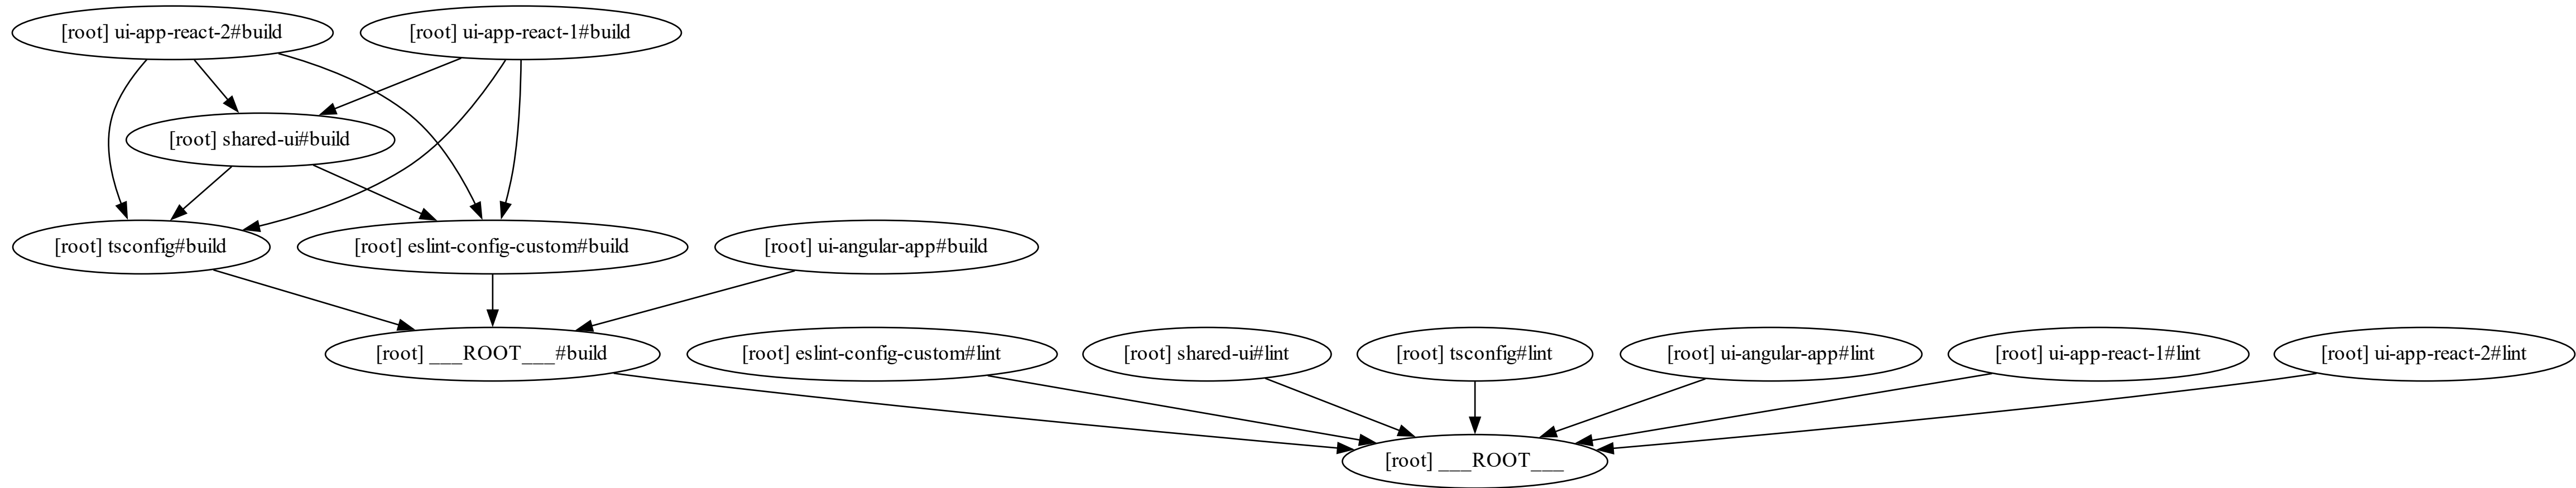 [root] ui-app-react-2#build
[root] ui-app-react-1#build
[root] shared-ui#build
[root] tsconfig#build
[root] eslint-config-custom#build
[root] ui-angular-app#build
[root] ___ROOT___#build
[root] eslint-config-custom#lint
[root] shared-ui#lint
[root] tsconfig#lint
[root] ui-angular-app#lint
[root] ui-app-react-1#lint
[root] ui-app-react-2#lint
[root] ___ROOT___